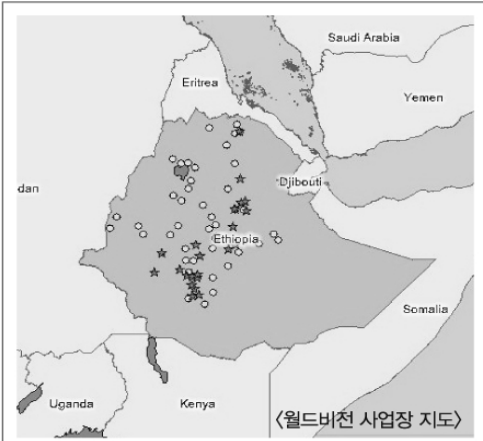 Saudi Arabia
Eritrea
Yemen
dan
Djibouti
Ethiopia
Somalia
Uganda
Kenya
〈월드비전 사업장 지도〉